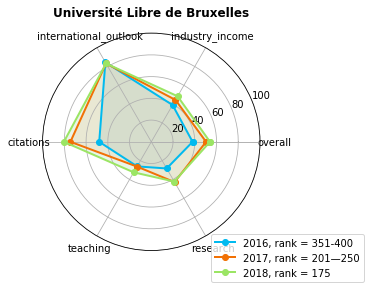 Université Libre de Bruxelles
international_outlook
industry_income
100
80
60
40
20
citations
overall
teaching
research
2016, rank = 351-400
2017, rank = 201—250
2018, rank = 175